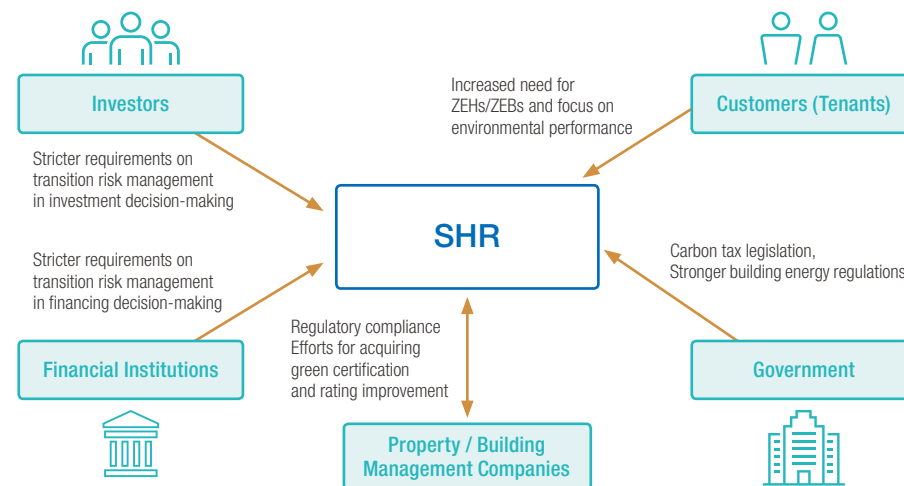 Investors
Customers (Tenants)
Increased need for
ZEHs/ZEBs and focus on
environmental performance
Stricter requirements on
transition risk management
in investment decision-making
SHR
Stricter requirements on
transition risk management
in financing decision-making
Carbon tax legislation,
Stronger building energy regulations
Regulatory compliance
Efforts for acquiring
green certification
and rating improvement
Financial Institutions
Government
Property / Building
Management Companies